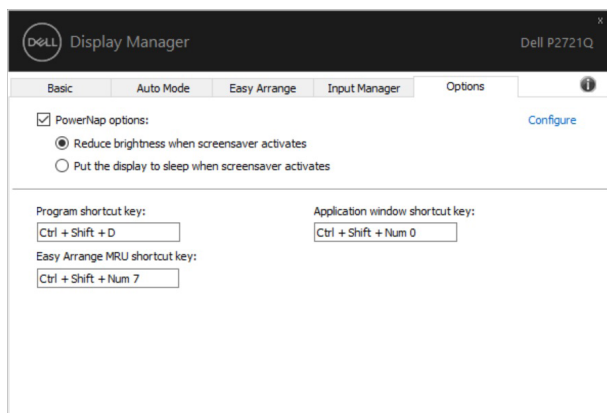 x
DELL Display Manager
Dell P2721Q
Basic Auto Mode Easy Arrange Input Manager Options i
PowerNap options:
Configure
Reduce brightness when screensaver activates
Put the display to sleep when screensaver activates
Program shortcut key:
Application window shortcut key:
Ctrl + Shift + D
Ctrl + Shift + Num 0
Easy Arrange MRU shortcut key:
Ctrl + Shift + Num 7